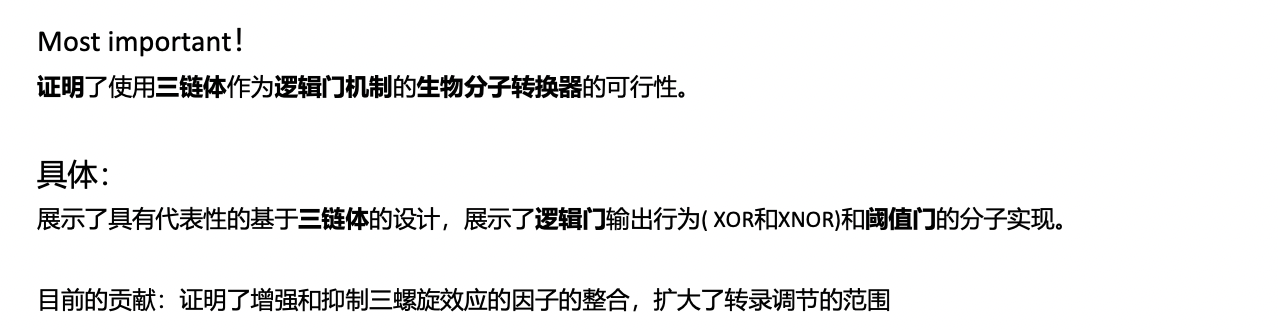 Most important！
证明了使用三链体作为逻辑门机制的生物分子转换器的可行性。
具体：
展示了具有代表性的基于三链体的设计，展示了逻辑门输出行为( XOR和XNOR)和阈值门的分子实现。
目前的贡献：证明了增强和抑制三螺旋效应的因子的整合，扩大了转录调节的范围